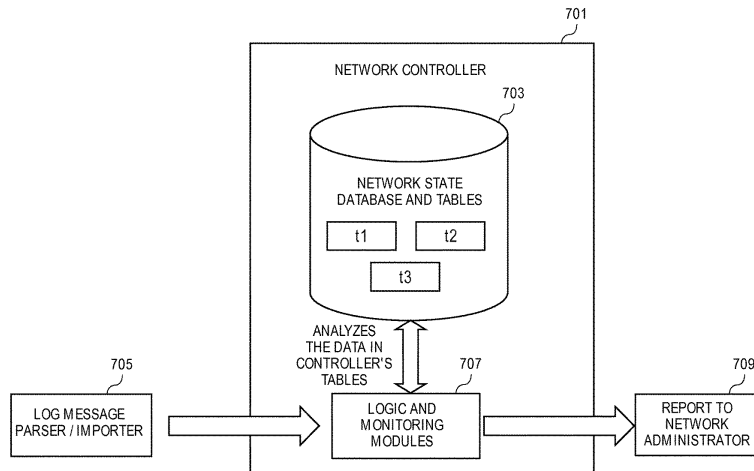 701
NETWORK CONTROLLER
703
NETWORK STATE
DATABASE AND TABLES
t1
t2
t3
ANALYZES
THE DATA IN
CONTROLLER'S
TABLES
705
LOG MESSAGE
PARSER / IMPORTER
707
LOGIC AND
MONITORING
MODULES
709
REPORT TO
NETWORK
ADMINISTRATOR